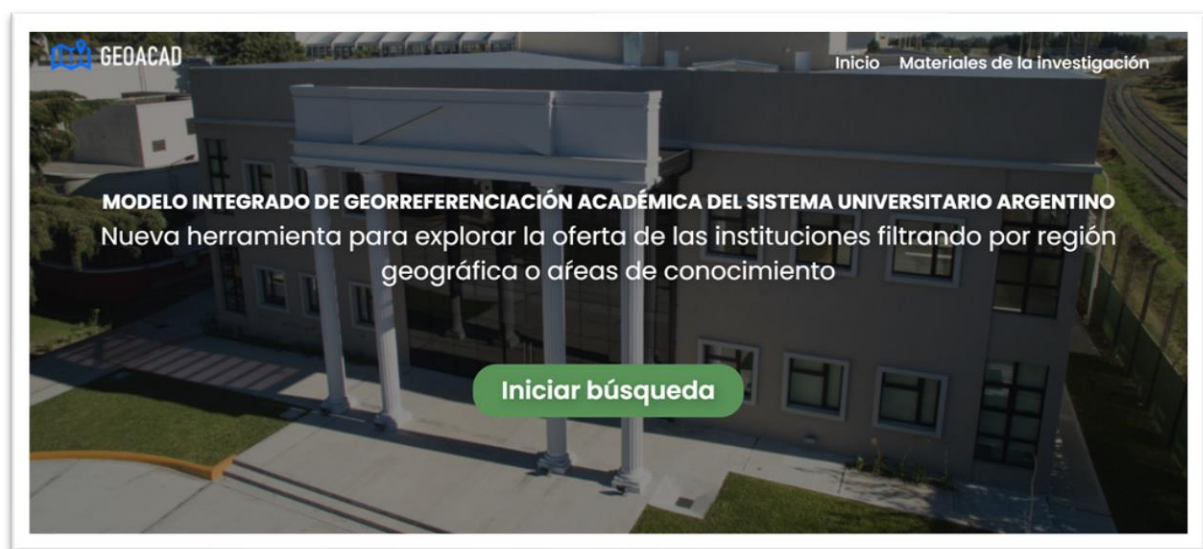 GEOACAD
Inicio Materiales de la investigación
MODELO INTEGRADO DE GEORREFERENCIACIÓN ACADÉMICA DEL SISTEMA UNIVERSITARIO ARGENTINO
Nueva herramienta para explorar la oferta de las instituciones filtrando por región
geográfica o aŕeas de conocimiento
Iniciar búsqueda